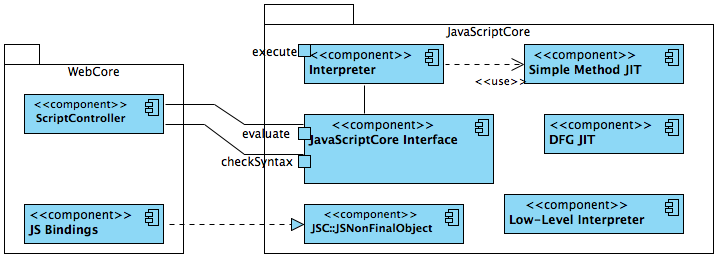 JavaScriptCore
execute
<<component>>
Interpreter
<<use>>
<<component>>
Simple Method JIT
WebCore
<<component>>
ScriptController
evaluate
checkSyntax
<<component>>
JavaScriptCore Interface
<<component>>
DFG JIT
<<component>>
JS Bindings
<<component>>
JSC::JSNonFinalObject
<<component>>
Low-Level Interpreter